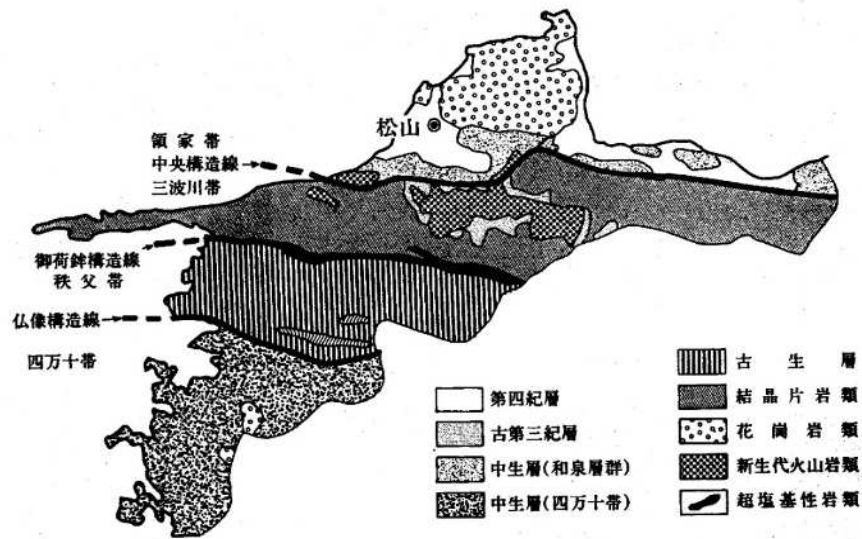 松山
領家帯
中央構造線→
三波川帯
御荷鉾構造線→
秩父帯
仏像構造線→
四万十帯
第四紀層
古第三紀層
中生層(和泉層群)
中生層(四万十帯)
古生層
結晶片岩類
花崗岩類
新生代火山岩類
超塩基性岩類